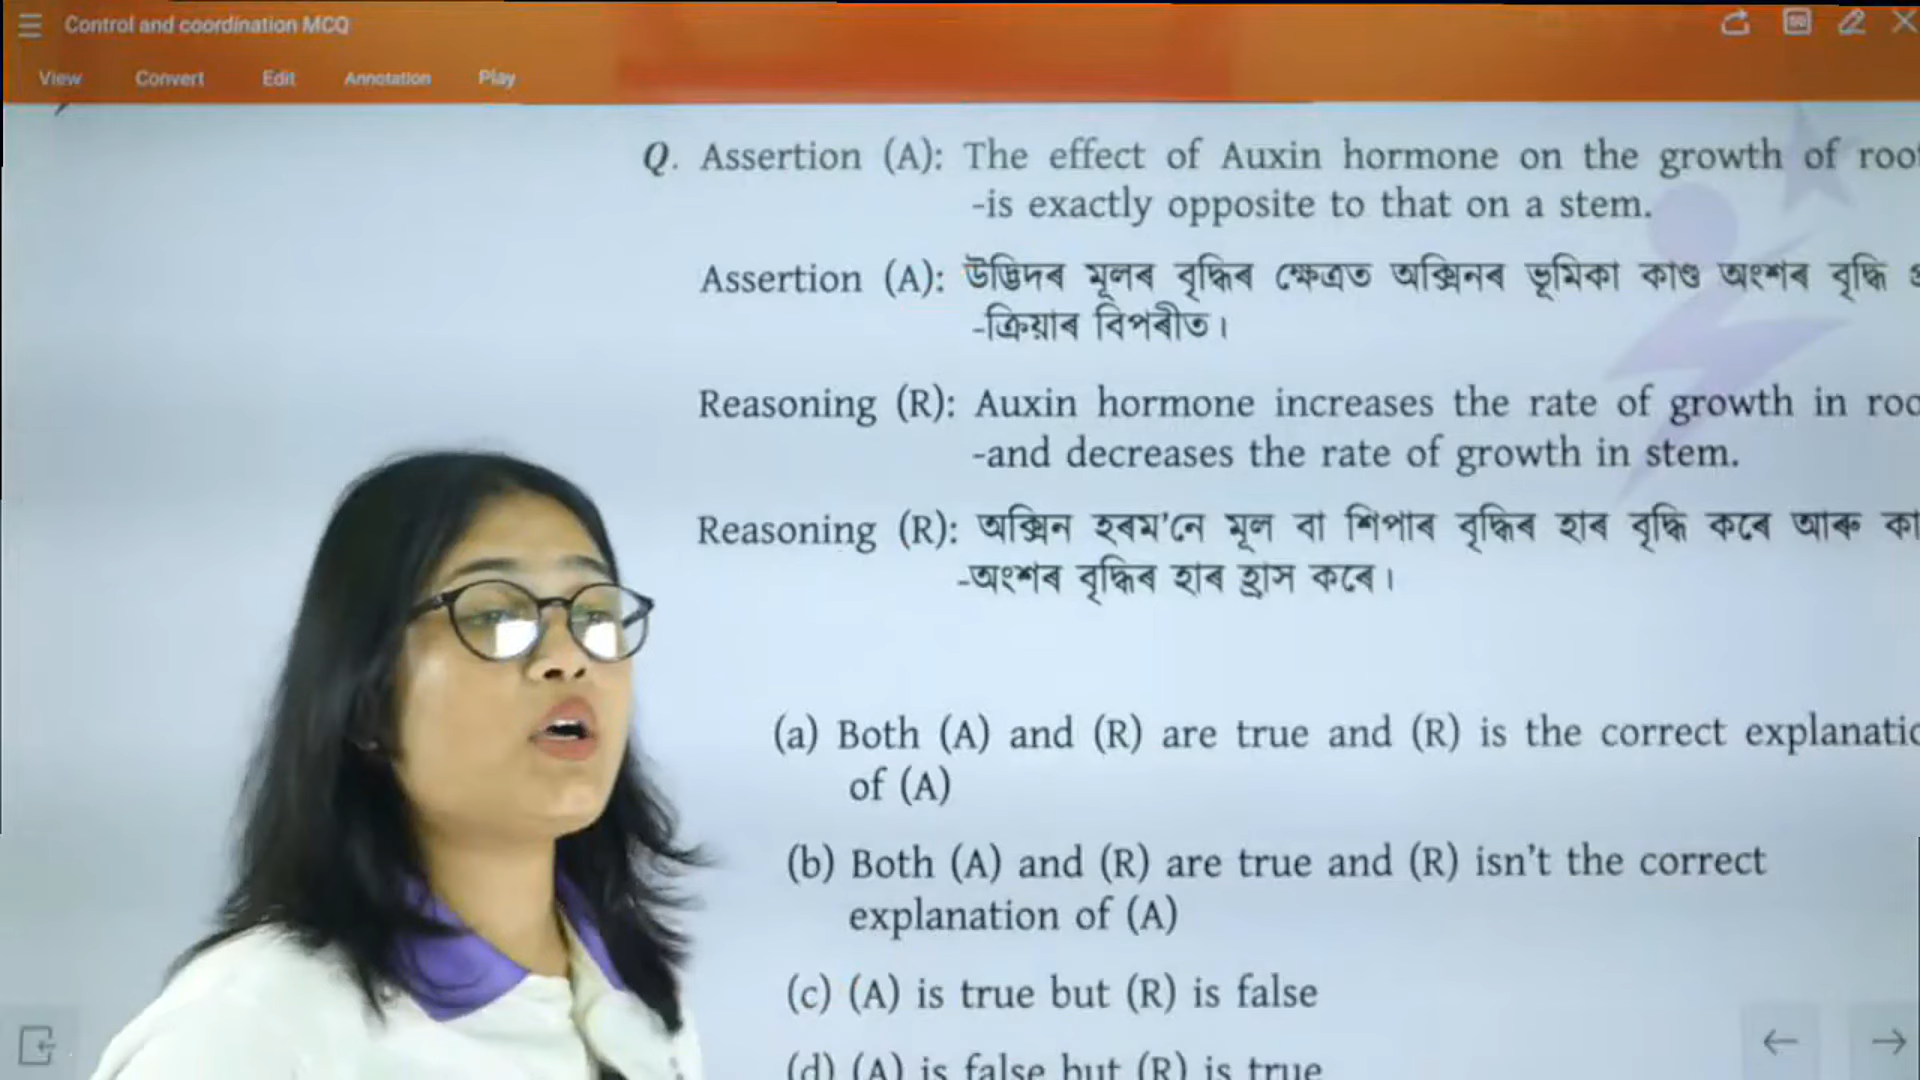 Control and coordination MCQ
View Convert Edit Annotation Play
Q. Assertion (A): The effect of Auxin hormone on the growth of
-is exactly opposite to that on a stem.
Assertion (A): উদ্ভিদৰ মূলৰ বৃদ্ধিৰ ক্ষেত্ৰত অক্সিনৰ ভূমিকা কাণ্ড অংশৰ বৃদ্ধি
-ক্ৰিয়াৰ বিপৰীত।
Reasoning (R): Auxin hormone increases the rate of growth in
-and decreases the rate of growth in stem.
Reasoning (R): অক্সিন হৰম'নে মূল বা শিপাৰ বৃদ্ধিৰ হাৰ বৃদ্ধি কৰে আৰু
-অংশৰ বৃদ্ধিৰ হাৰ হ্ৰাস কৰে।
(a) Both (A) and (R) are true and (R) is the correct
of (A)
(b) Both (A) and (R) are true and (R) isn't the correct
explanation of (A)
(c) (A) is true but (R) is false
(d) (A) is false but (R) is true